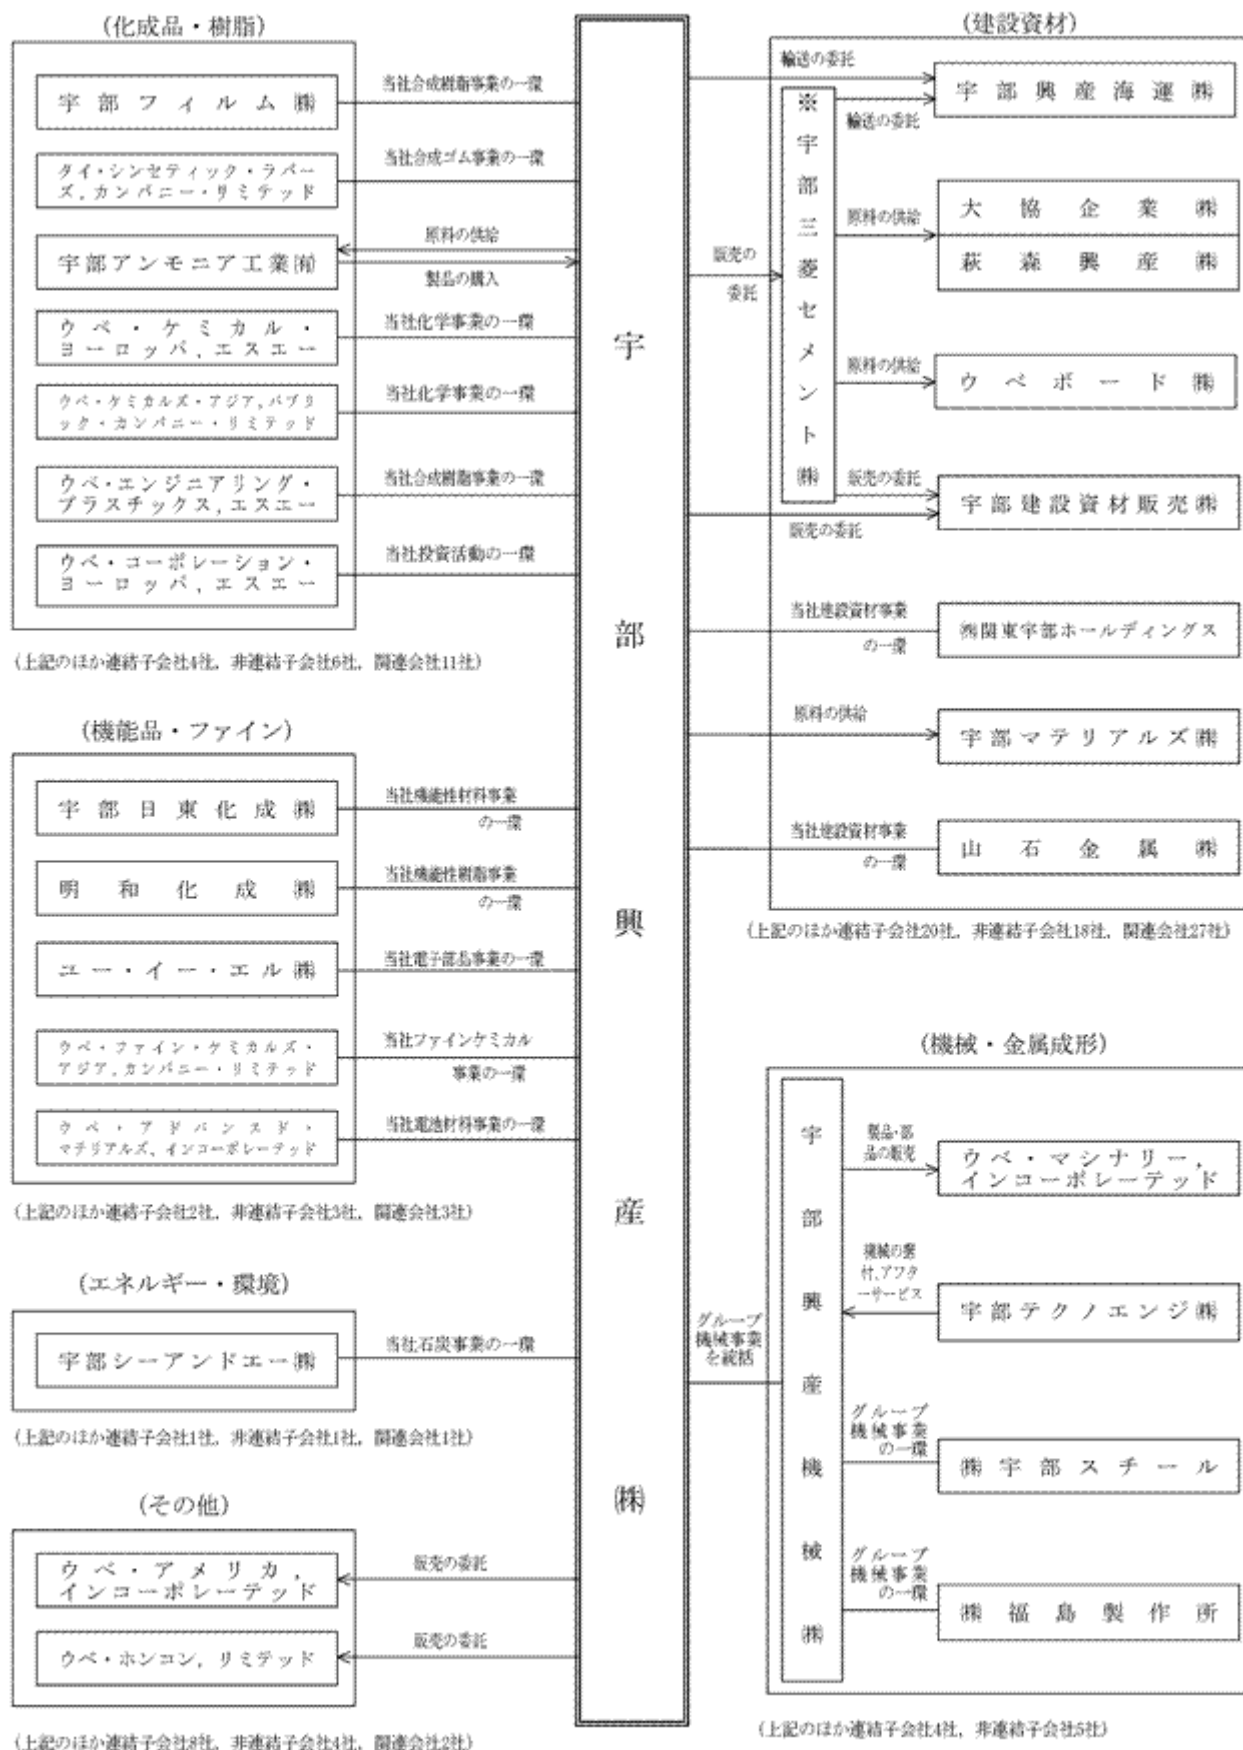 (化成品・樹脂)
宇部フィルム㈱
当社合成樹脂事業の一環
タイ・シンセティック・ラバー
ズ,カンパニー・リミテッド
当社合成ゴム事業の一環
宇部アンモニア工業㈲
原料の供給
製品の購入
ウベ・ケミカル・
ヨーロッパ,エスエー
当社化学事業の一環
ウベ・ケミカルズ・アジア,パブリ
ック・カンパニー・リミテッド
当社化学事業の一環
ウベ・エンジニアリング・
プラスチックス,エスエー
当社合成樹脂事業の一環
ウベ・コーポレーション・
ヨーロッパ,エスエー
当社投資活動の一環
(上記のほか連結子会社4社，非連結子会社6社，関連会社11社)
(機能品・ファイン)
宇部日東化成㈱
当社機能性材料事業
の一環
明和化成㈱
当社機能性樹脂事業
の一環
ユー・イー・エル㈱
当社電子部品事業の一環
ウベ・ファイン・ケミカルズ・
アジア,カンパニー・リミテッド
当社ファインケミカル
事業の一環
ウベ・アドバンスド・
マテリアルズ,インコーポレーテッド
当社電池材料事業の一環
(上記のほか連結子会社2社，非連結子会社3社，関連会社3社)
(エネルギー・環境)
宇部シーアンドエー㈱
当社石炭事業の一環
(上記のほか連結子会社1社，非連結子会社1社，関連会社1社)
(その他)
ウベ・アメリカ,
インコーポレーテッド
販売の委託
ウベ・ホンコン,リミテッド
販売の委託
(上記のほか連結子会社8社，非連結子会社4社，関連会社2社)
宇部興産㈱
(建設資材)
輸送の委託
宇部興産海運㈱
輸送の委託
※宇部三菱セメント㈱
販売の
委託
原料の供給
大協企業㈱
萩森興産㈱
原料の供給
ウベボード㈱
販売の委託
宇部建設資材販売㈱
販売の委託
当社建設資材事業
の一環
㈱関東宇部ホールディングス
原料の供給
宇部マテリアルズ㈱
当社建設資材事業
の一環
山石金属㈱
(上記のほか連結子会社20社，非連結子会社18社，関連会社27社)
(機械・金属成形)
グループ
機械事業
を統括
宇部興産機械㈱
製品・部
品の販売
ウベ・マシナリー,
インコーポレーテッド
機械の据
付,アフタ
ーサービス
宇部テクノエンジ㈱
グループ
機械事業
の一環
㈱宇部スチール
グループ
機械事業
の一環
㈱福島製作所
(上記のほか連結子会社4社，非連結子会社5社)